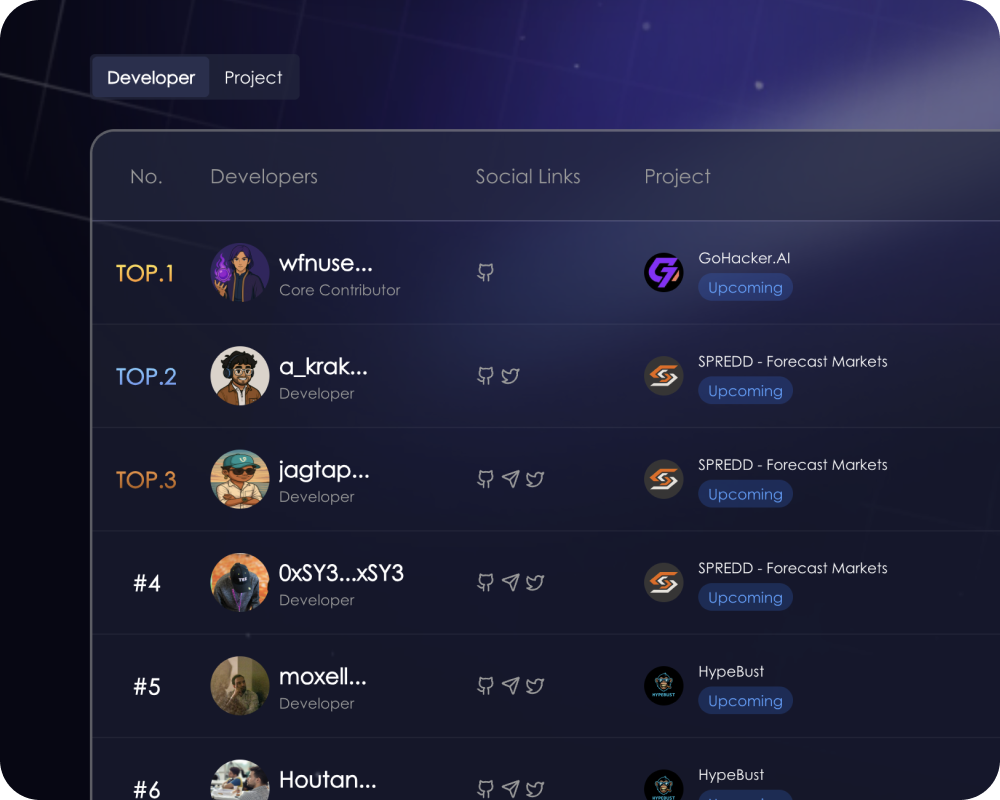 Developer Project
No. Developers Social Links Project
TOP.1 wfnuse... GoHacker.AI
Core Contributor Upcoming
TOP.2 a_krak... SPREDD - Forecast Markets
Developer Upcoming
TOP.3 jagtap... SPREDD - Forecast Markets
Developer Upcoming
#4 0xSY3...xSY3 SPREDD - Forecast Markets
Developer Upcoming
#5 moxell... HypeBust
Developer Upcoming
HYPEBUST
#6 Houtan... HypeBust
HYPEBUST